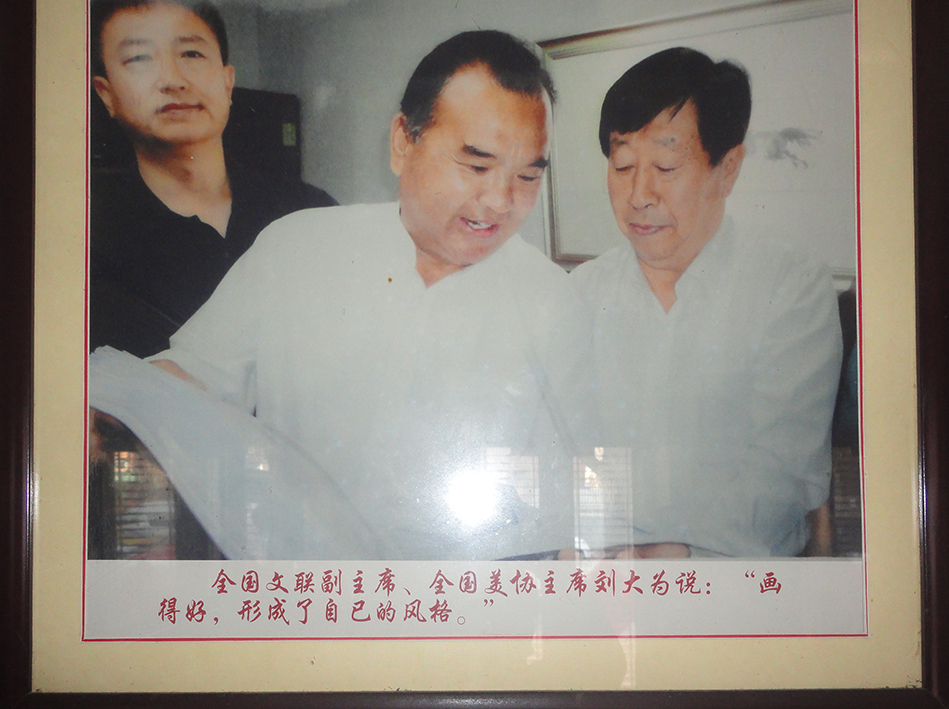 全国文联副主席、全国美协主席刘大为说：“画
得好，形成了自已的风格。”